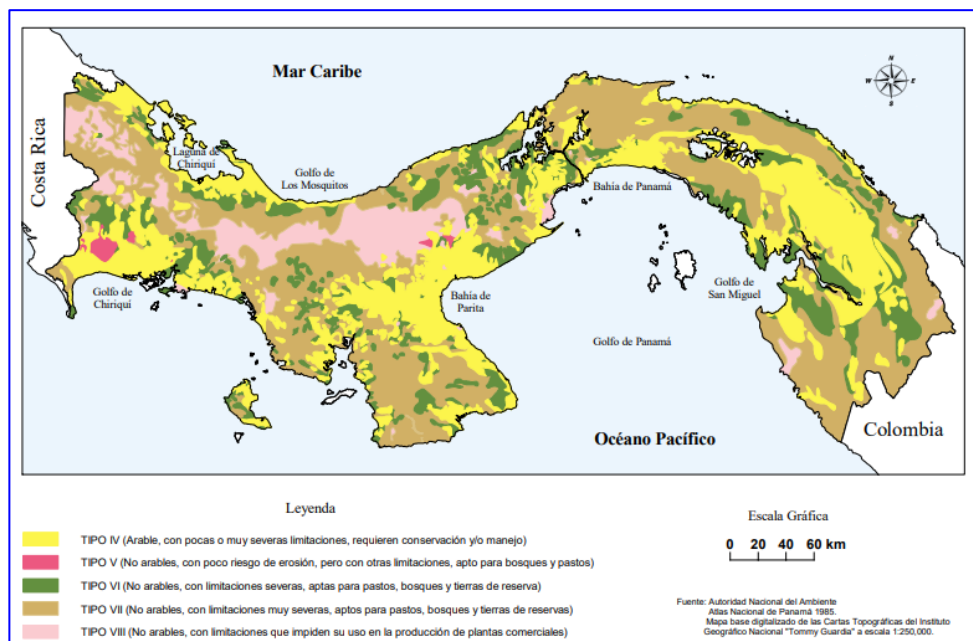 Mar Caribe
N
W E
S
Costa Rica
Laguna de
Chiriquí
Golfo de
Los Mosquitos
Bahía de Panamá
Golfo de
Chiriquí
Bahía de
Parita
Golfo de
San Miguel
Golfo de Panamá
Océano Pacífico
Colombia
Leyenda
TIPO IV (Arable, con pocas o muy severas limitaciones, requieren conservación y/o manejo)
TIPO V (No arables, con poco riesgo de erosión, pero con otras limitaciones, apto para bosques y pastos)
TIPO VI (No arables, con limitaciones severas, aptas para pastos, bosques y tierras de reserva)
TIPO VII (No arables, con limitaciones muy severas, aptos para pastos, bosques y tierras de reservas)
TIPO VIII (No arables, con limitaciones que impiden su uso en la producción de plantas comerciales)
Escala Gráfica
0 20 40 60 km
Fuente: Autoridad Nacional del Ambiente
Atlas Nacional de Panamá 1985.
Mapa base digitalizado de las Cartas Topográficas del Instituto
Geográfico Nacional "Tommy Guardia" a escala 1:250,000.